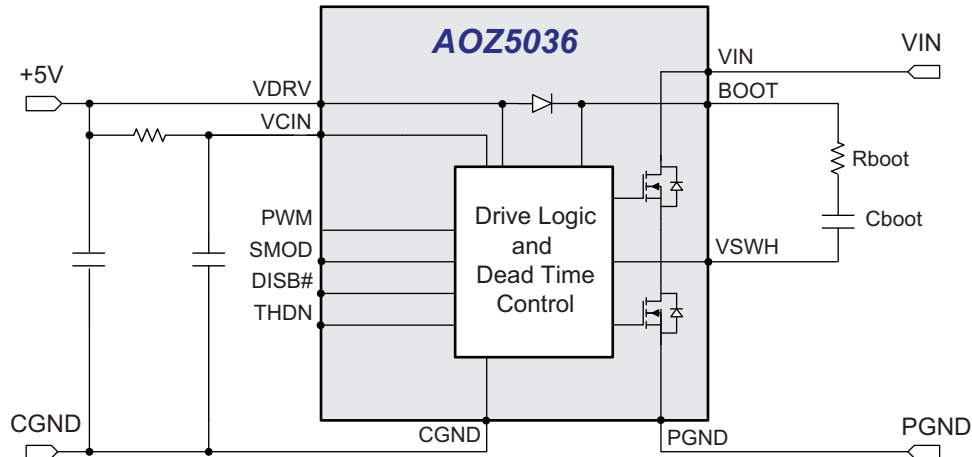 AOZ5036
VIN
VIN
+5V
VDRV
BOOT
VCIN
Rboot
Cboot
Drive Logic
and
Dead Time
Control
PWM
SMOD
DISB#
THDN
VSWH
CGND
CGND
PGND
PGND